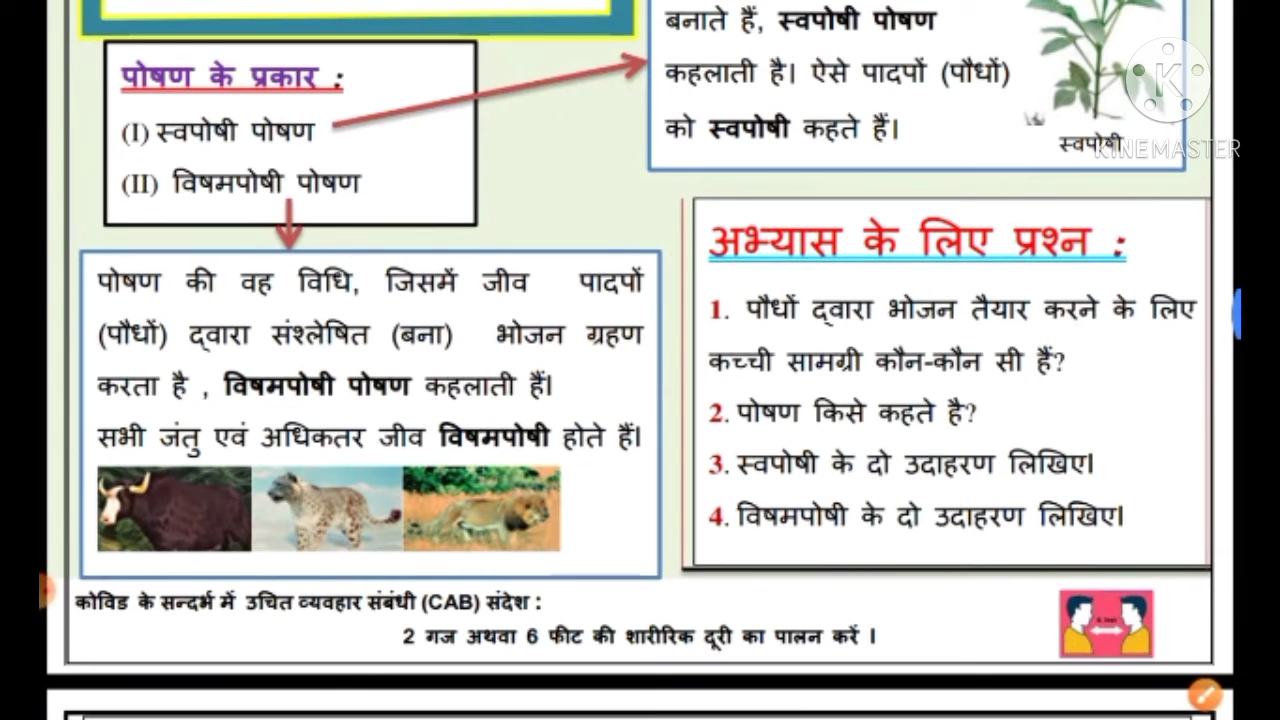 बनाते हैं, स्वपोषी पोषण
कहलाती है। ऐसे पादपों (पौधों)
को स्वपोषी कहते हैं।
स्वपोषी
KINEMASTER
पोषण के प्रकार :
(I) स्वपोषी पोषण
(II) विषमपोषी पोषण
पोषण की वह विधि, जिसमें जीव पादपों
(पौधों) द्वारा संश्लेषित (बना) भोजन ग्रहण
करता है , विषमपोषी पोषण कहलाती हैं।
सभी जंतु एवं अधिकतर जीव विषमपोषी होते हैं।
अभ्यास के लिए प्रश्न :
1. पौधों द्वारा भोजन तैयार करने के लिए
कच्ची सामग्री कौन-कौन सी हैं?
2. पोषण किसे कहते है?
3. स्वपोषी के दो उदाहरण लिखिए।
4. विषमपोषी के दो उदाहरण लिखिए।
कोविड के सन्दर्भ में उचित व्यवहार संबंधी (CAB) संदेश :
2 गज अथवा 6 फीट की शारीरिक दूरी का पालन करें ।